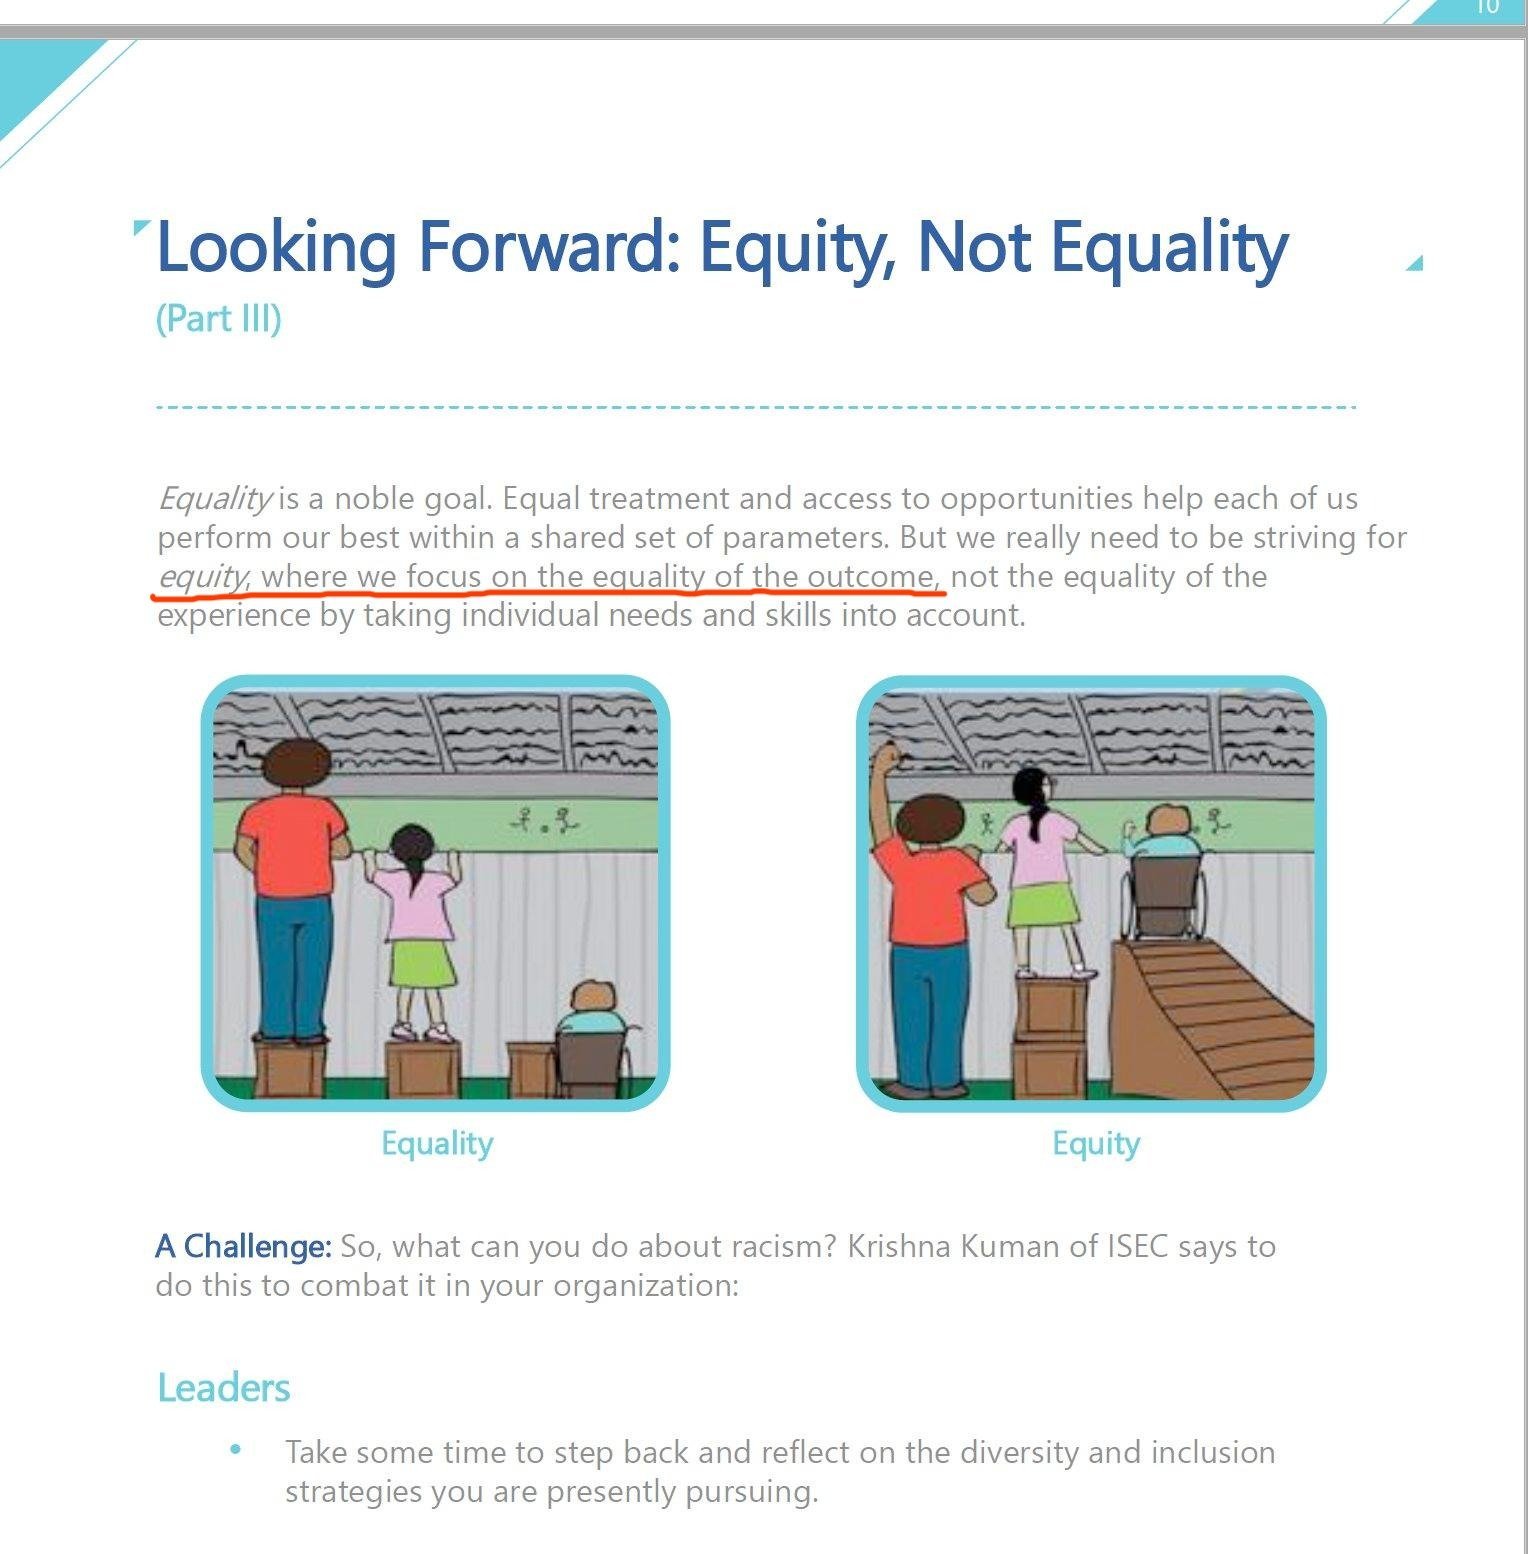 10
Looking Forward: Equity, Not Equality
(Part III)
Equality is a noble goal. Equal treatment and access to opportunities help each of us
perform our best within a shared set of parameters. But we really need to be striving for
equity, where we focus on the equality of the outcome, not the equality of the
experience by taking individual needs and skills into account.
Equality
Equity
A Challenge: So, what can you do about racism? Krishna Kuman of ISEC says to
do this to combat it in your organization:
Leaders
• Take some time to step back and reflect on the diversity and inclusion
strategies you are presently pursuing.